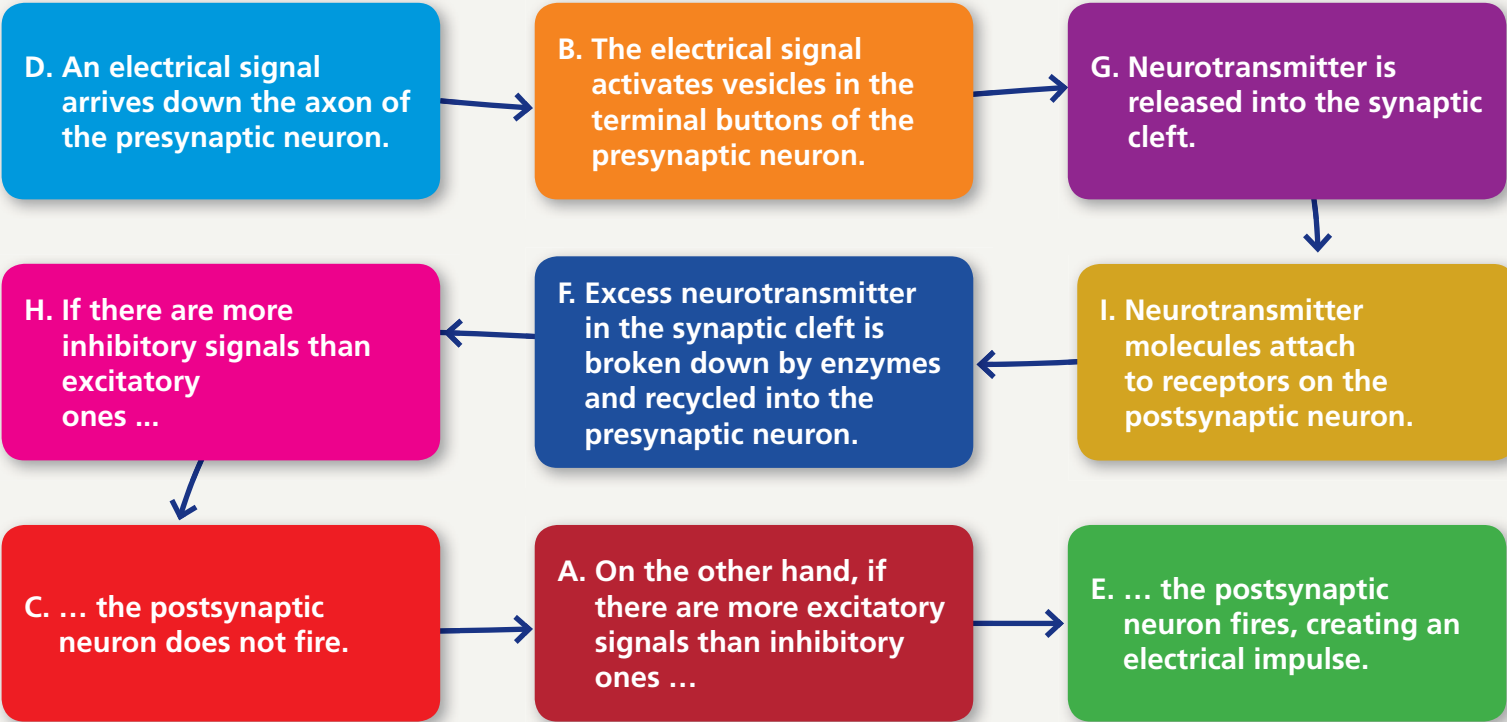 D. An electrical signal
arrives down the axon of
the presynaptic neuron.
B. The electrical signal
activates vesicles in the
terminal buttons of the
presynaptic neuron.
G. Neurotransmitter is
released into the synaptic
cleft.
I. Neurotransmitter
molecules attach
to receptors on the
postsynaptic neuron.
F. Excess neurotransmitter
in the synaptic cleft is
broken down by enzymes
and recycled into the
presynaptic neuron.
H. If there are more
inhibitory signals than
excitatory
ones ...
C. … the postsynaptic
neuron does not fire.
A. On the other hand, if
there are more excitatory
signals than inhibitory
ones …
E. … the postsynaptic
neuron fires, creating an
electrical impulse.